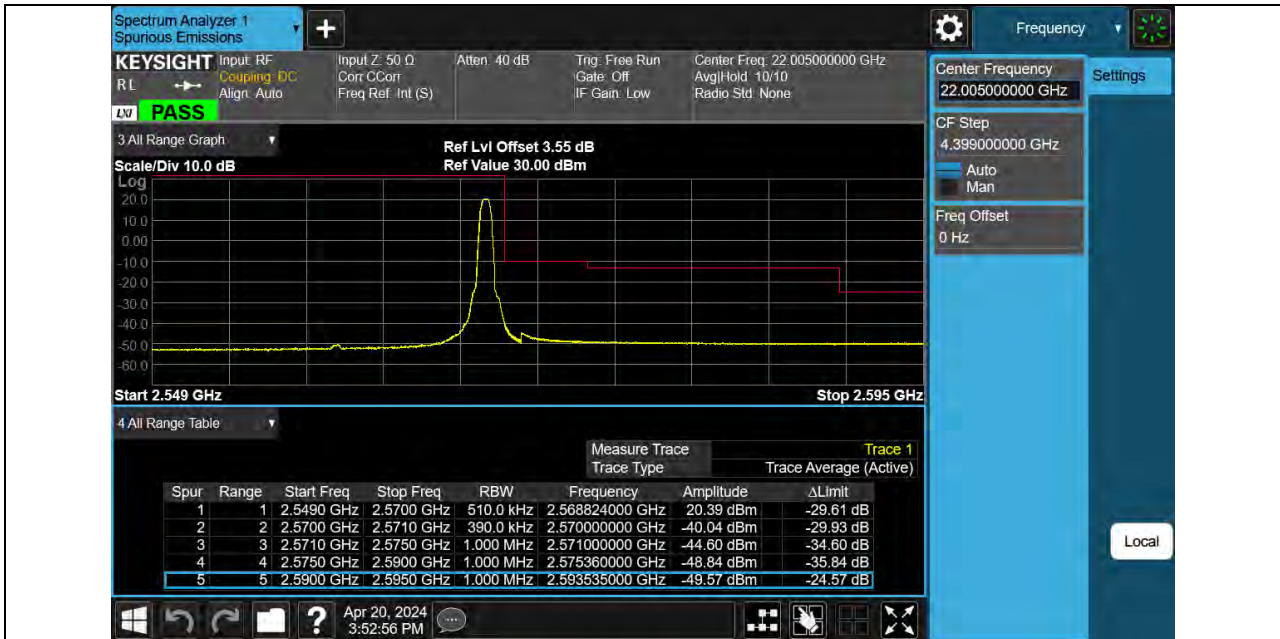 Spectrum Analyzer 1
Spurious Emissions
+
Frequency
KEYSIGHT Input: RF Input Z: 50 Ω Atten: 40 dB Trig: Free Run Center Freq: 22.005000000 GHz
RL Coupling: DC Corr CCorr Gate: Off Avg|Hold: 10/10
Align: Auto Freq Ref: Int (S) IF Gain: Low Radio Std: None
LXI PASS
Center Frequency
22.005000000 GHz
Settings
CF Step
4.399000000 GHz
Auto
Man
Freq Offset
0 Hz
3 All Range Graph
Ref Lvl Offset 3.55 dB
Scale/Div 10.0 dB Ref Value 30.00 dBm
Log
20.0
10.0
0.00
-10.0
-20.0
-30.0
-40.0
-50.0
-60.0
Start 2.549 GHz Stop 2.595 GHz
4 All Range Table
Measure Trace Trace 1
Trace Type Trace Average (Active)
Spur Range Start Freq Stop Freq RBW Frequency Amplitude ΔLimit
1 1 2.5490 GHz 2.5700 GHz 510.0 kHz 2.568824000 GHz 20.39 dBm -29.61 dB
2 2 2.5700 GHz 2.5710 GHz 390.0 kHz 2.570000000 GHz -40.04 dBm -29.93 dB
3 3 2.5710 GHz 2.5750 GHz 1.000 MHz 2.571000000 GHz -44.60 dBm -34.60 dB
4 4 2.5750 GHz 2.5900 GHz 1.000 MHz 2.575360000 GHz -48.84 dBm -35.84 dB
5 5 2.5900 GHz 2.5950 GHz 1.000 MHz 2.593535000 GHz -49.57 dBm -24.57 dB
Local
?
Apr 20, 2024
3:52:56 PM